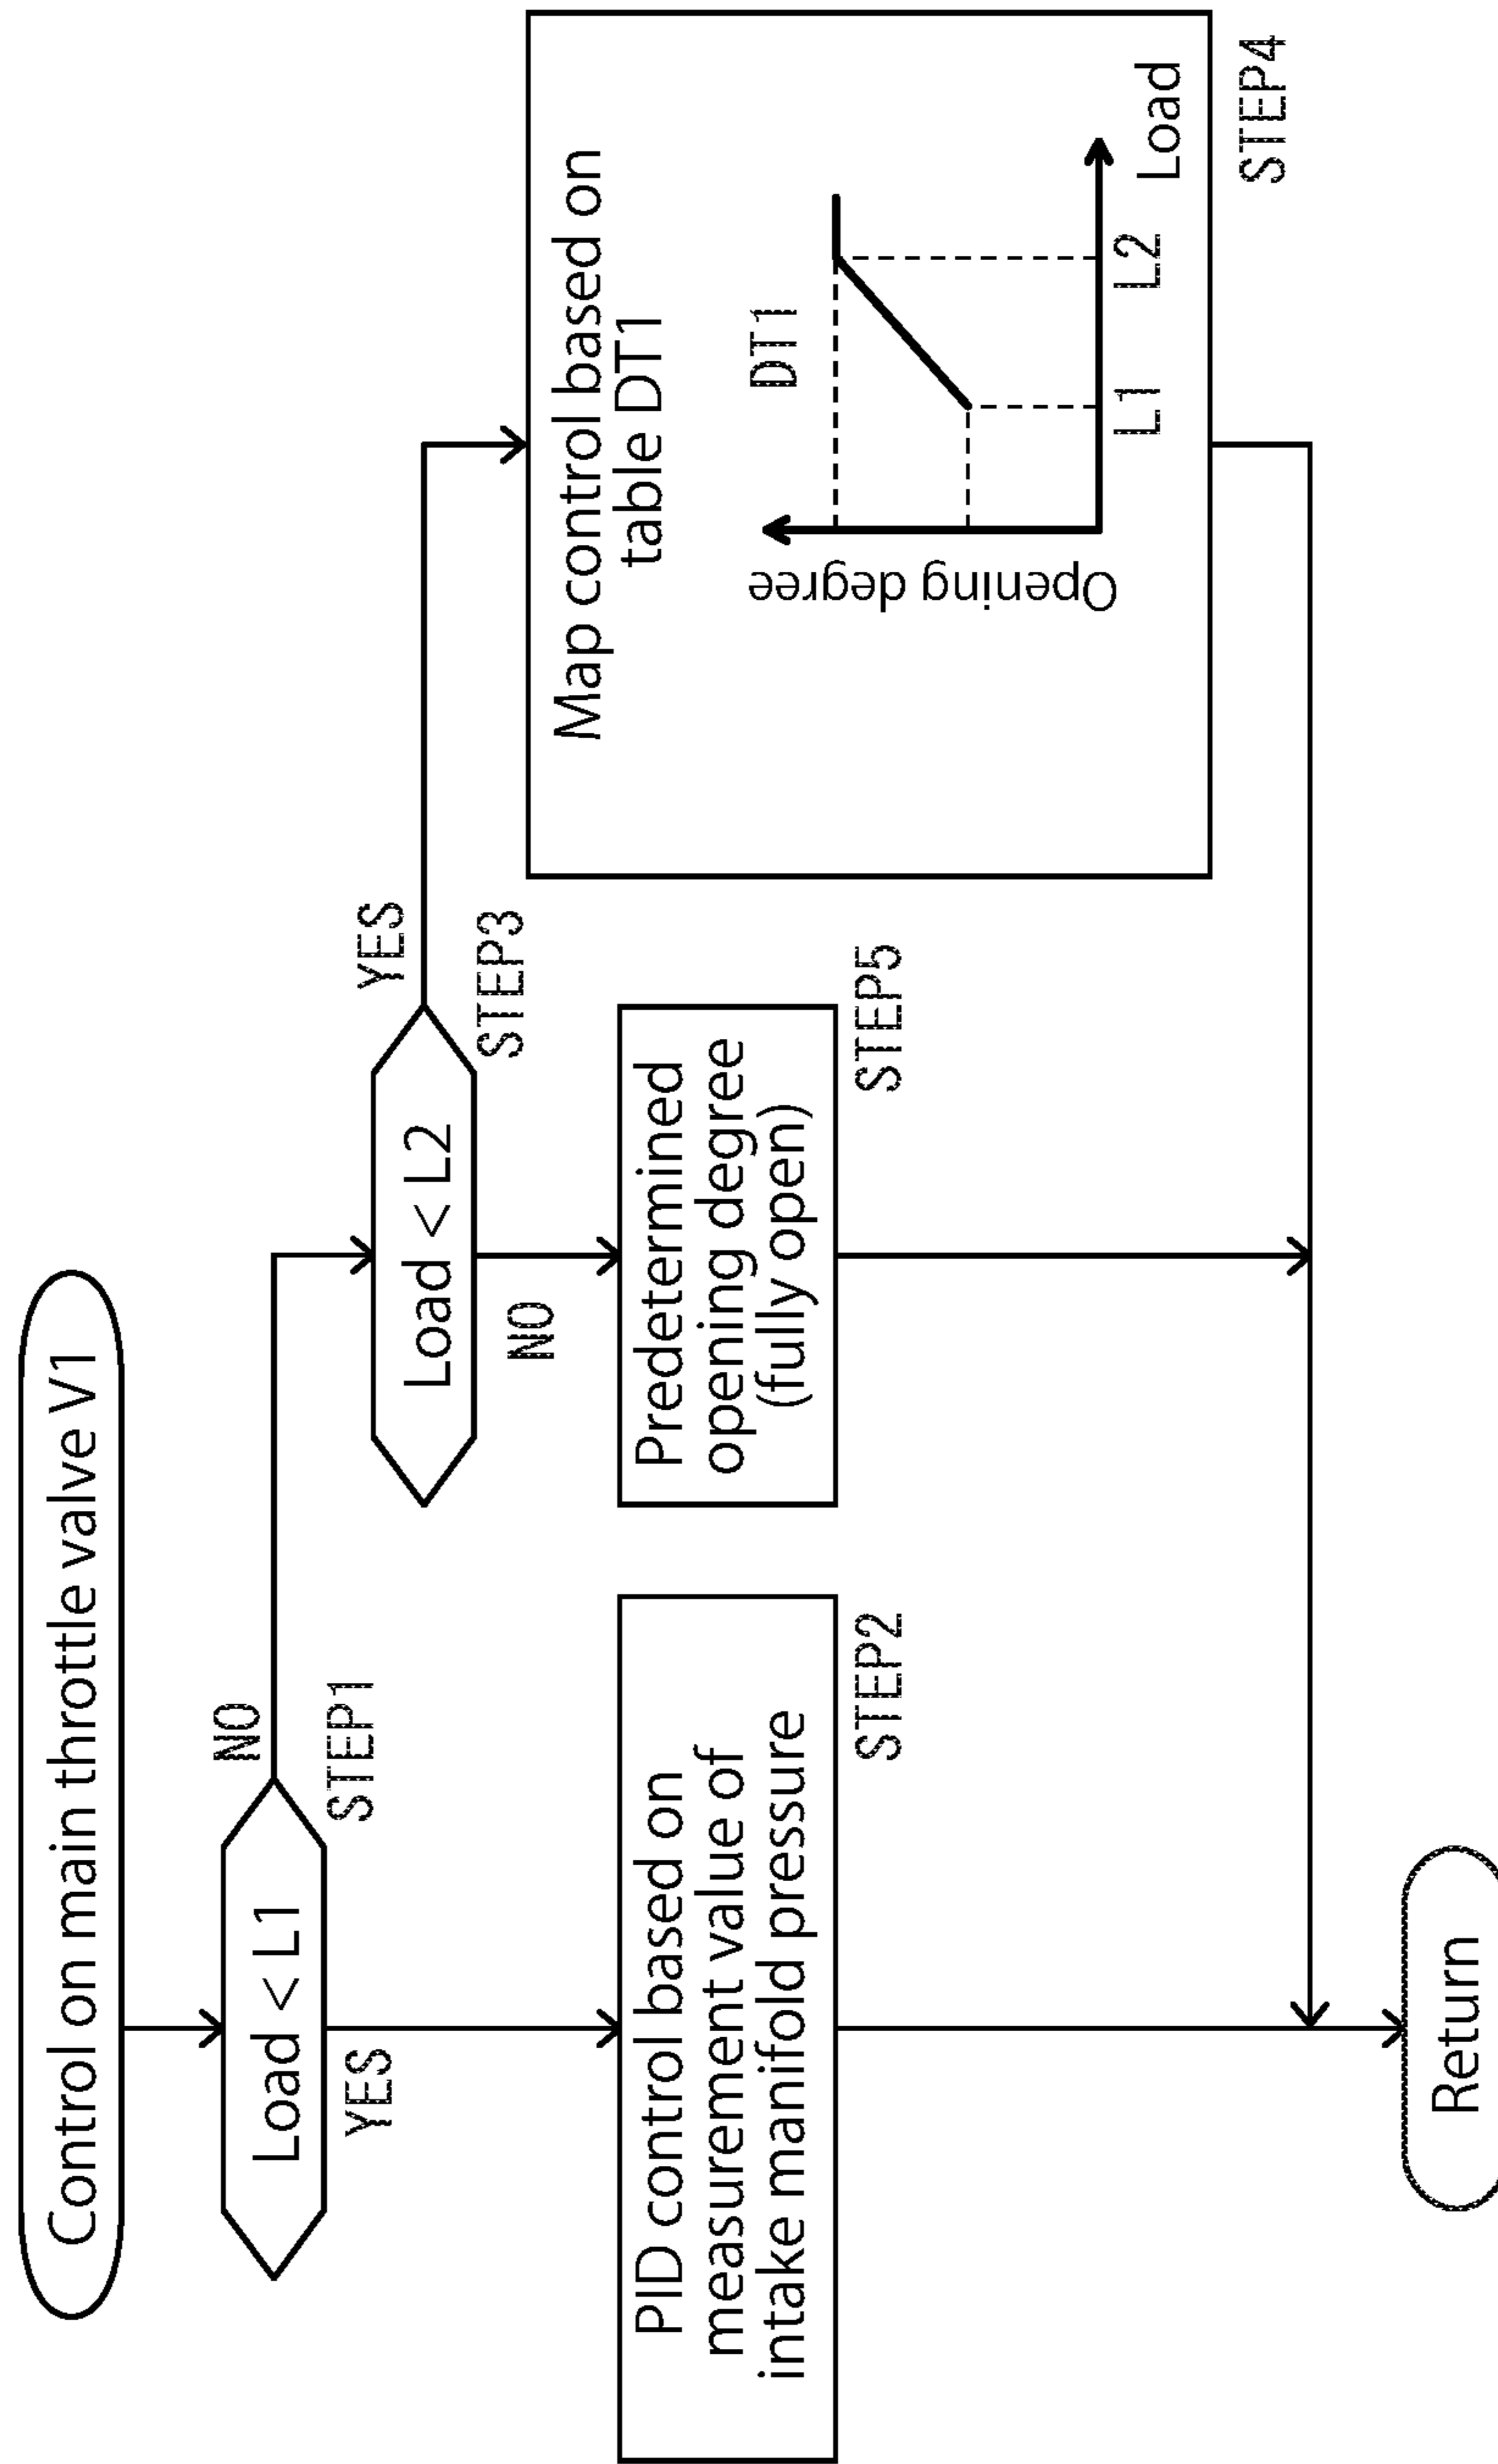 Control on main throttle valve V1
Load < L1
NO
STEP1
YES
Load < L2
YES
STEP3
NO
PID control based on
measurement value of
intake manifold pressure
STEP2
Predetermined
opening degree
(fully open)
STEP5
Map control based on
table DT1
DT1
Opening degree
L1
L2
Load
STEP4
Return